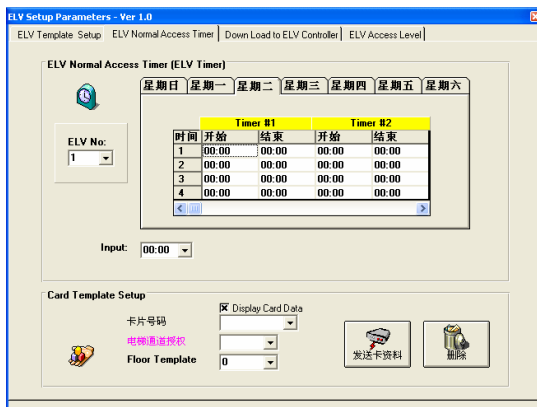 ELV Setup Parameters - Ver 1.0
ELV Template Setup ELV Normal Access Timer Down Load to ELV Controller ELV Access Level
ELV Normal Access Timer (ELV Timer)
星期日 星期一 星期二 星期三 星期四 星期五 星期六
Timer #1 Timer #2
ELV No:
时间 开始 结束 开始 结束
1
1 00:00 00:00 00:00 00:00
2 00:00 00:00 00:00 00:00
3 00:00 00:00 00:00 00:00
4 00:00 00:00 00:00 00:00
Input: 00:00
Card Template Setup
Display Card Data
卡片号码
电梯通道授权
Floor Template 0
发送卡资料
删除